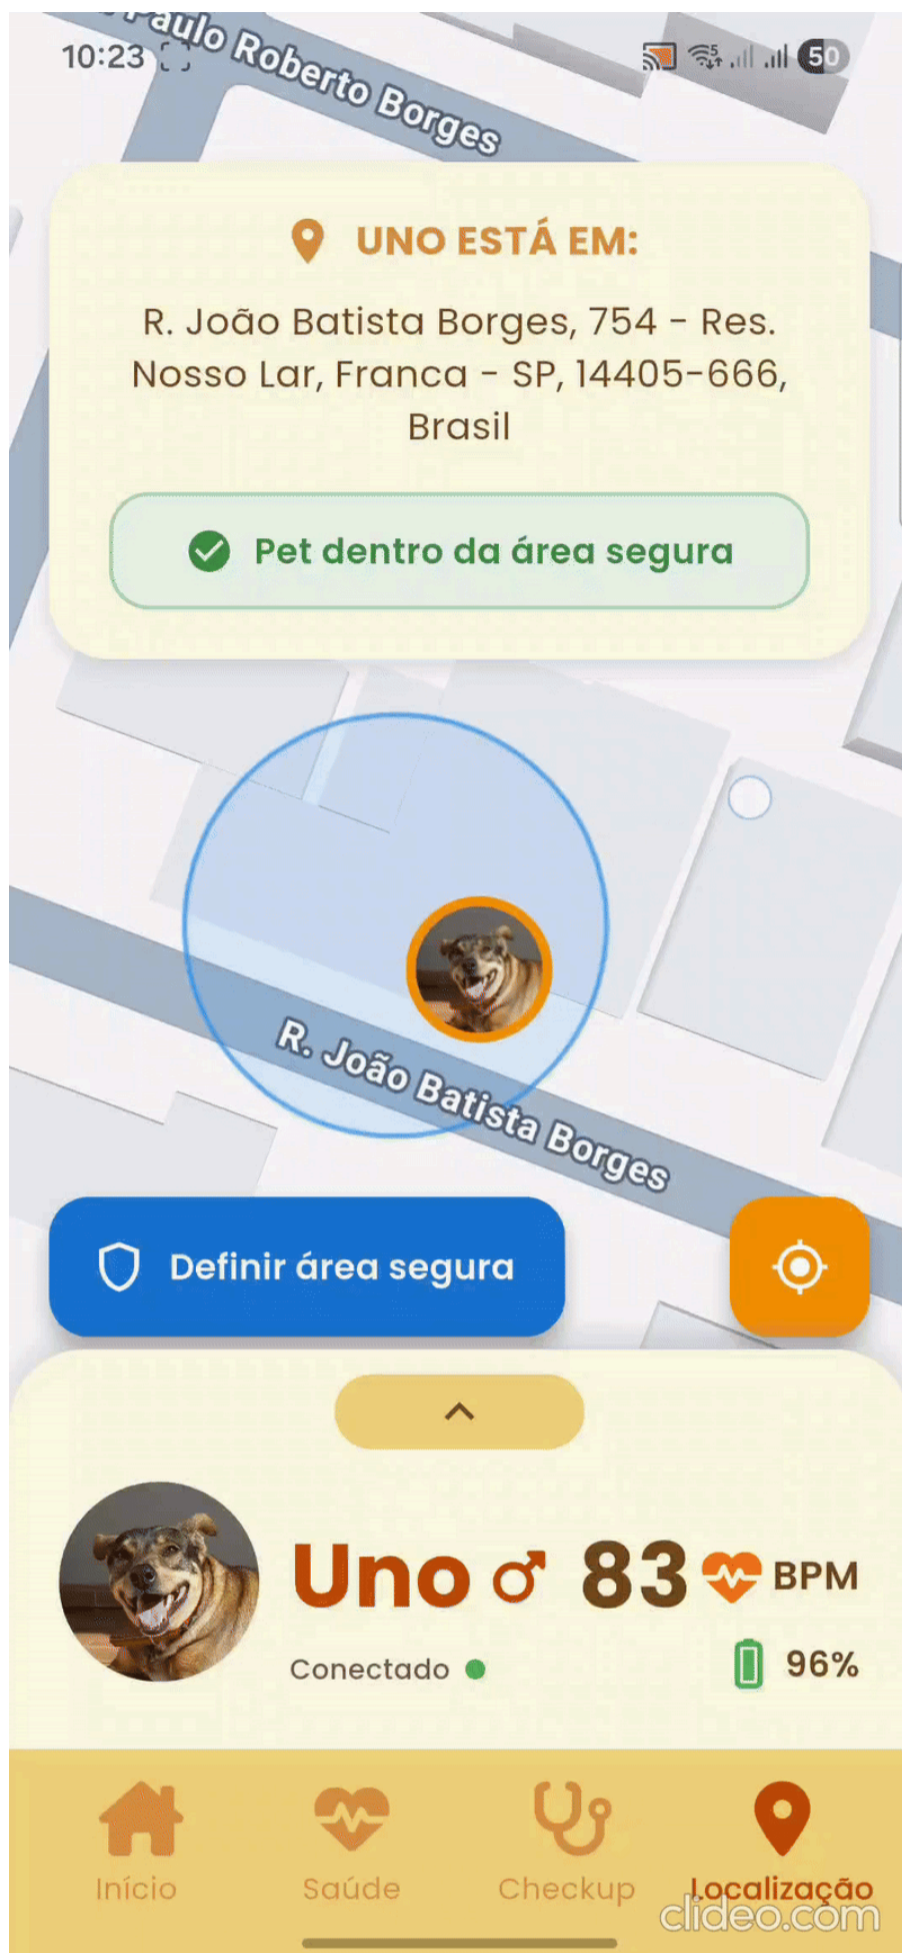 Paulo Roberto Borges
10:23
5
50
UNO ESTÁ EM:
R. João Batista Borges, 754 - Res.
Nosso Lar, Franca - SP, 14405-666,
Brasil
Pet dentro da área segura
R. João Batista Borges
Definir área segura
Uno ♂ 83 BPM
Conectado
96%
Início
Saúde
Checkup
Localização
clideo.com